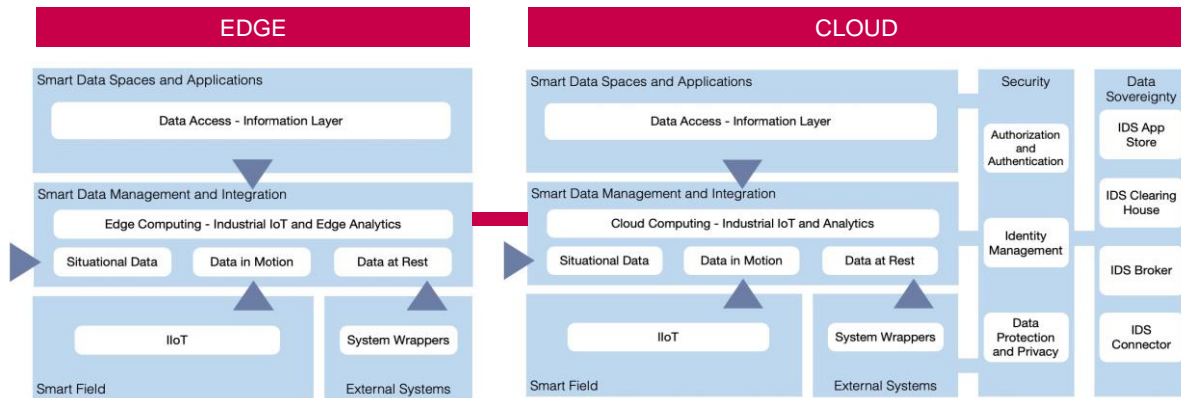 EDGE
Smart Data Spaces and Applications
Data Access - Information Layer
Smart Data Management and Integration
Edge Computing - Industrial IoT and Edge Analytics
Situational Data
Data in Motion
Data at Rest
IIoT
Smart Field
System Wrappers
External Systems
CLOUD
Smart Data Spaces and Applications
Data Access - Information Layer
Smart Data Management and Integration
Cloud Computing - Industrial IoT and Analytics
Situational Data
Data in Motion
Data at Rest
IIoT
Smart Field
System Wrappers
External Systems
Security
Authorization
and
Authentication
Identity
Management
Data
Protection
and Privacy
Data
Sovereignty
IDS App
Store
IDS Clearing
House
IDS Broker
IDS
Connector